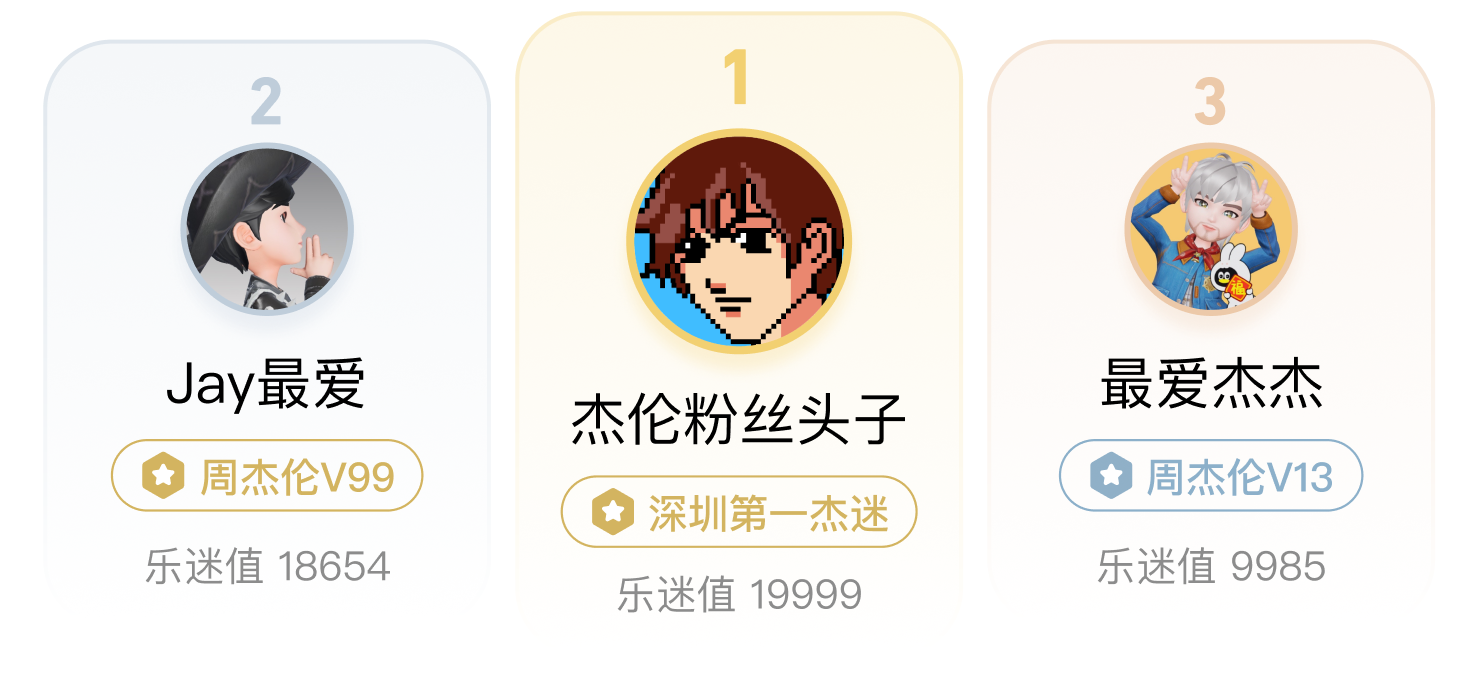 2
Jay最爱
周杰伦V99
乐迷值 18654
1
杰伦粉丝头子
深圳第一杰迷
乐迷值 19999
3
福
最爱杰杰
周杰伦V13
乐迷值 9985